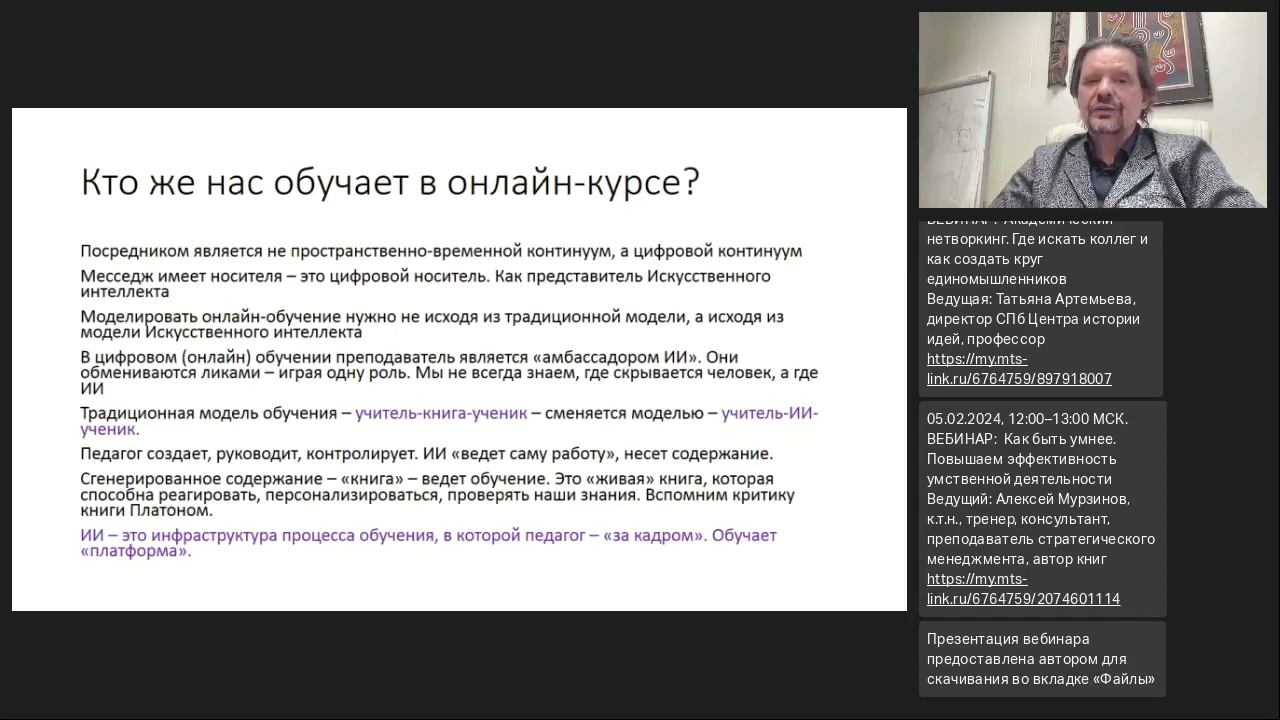 Кто же нас обучает в онлайн-курсе?
Посредником является не пространственно-временной континуум, а цифровой континуум
Месседж имеет носителя – это цифровой носитель. Как представитель Искусственного
интеллекта
Моделировать онлайн-обучение нужно не исходя из традиционной модели, а исходя из
модели Искусственного интеллекта
В цифровом (онлайн) обучении преподаватель является «амбассадором ИИ». Они
обмениваются ликами – играя одну роль. Мы не всегда знаем, где скрывается человек, а где
ИИ
Традиционная модель обучения – учитель-книга-ученик – сменяется моделью – учитель-ИИ-
ученик.
Педагог создает, руководит, контролирует. ИИ «ведет саму работу», несет содержание.
Сгенерированное содержание – «книга» – ведет обучение. Это «живая» книга, которая
способна реагировать, персонализироваться, проверять наши знания. Вспомним критику
книги Платоном.
ИИ – это инфраструктура процесса обучения, в которой педагог – «за кадром». Обучает
«платформа».
ВЕБИНАР: Академический
нетворкинг. Где искать коллег и
как создать круг
единомышленников
Ведущая: Татьяна Артемьева,
директор СПб Центра истории
идей, профессор
https://my.mts-
link.ru/6764759/897918007
05.02.2024, 12:00–13:00 МСК.
ВЕБИНАР: Как быть умнее.
Повышаем эффективность
умственной деятельности
Ведущий: Алексей Мурзинов,
к.т.н., тренер, консультант,
преподаватель стратегического
менеджмента, автор книг
https://my.mts-
link.ru/6764759/2074601114
Презентация вебинара
предоставлена автором для
скачивания во вкладке «Файлы»